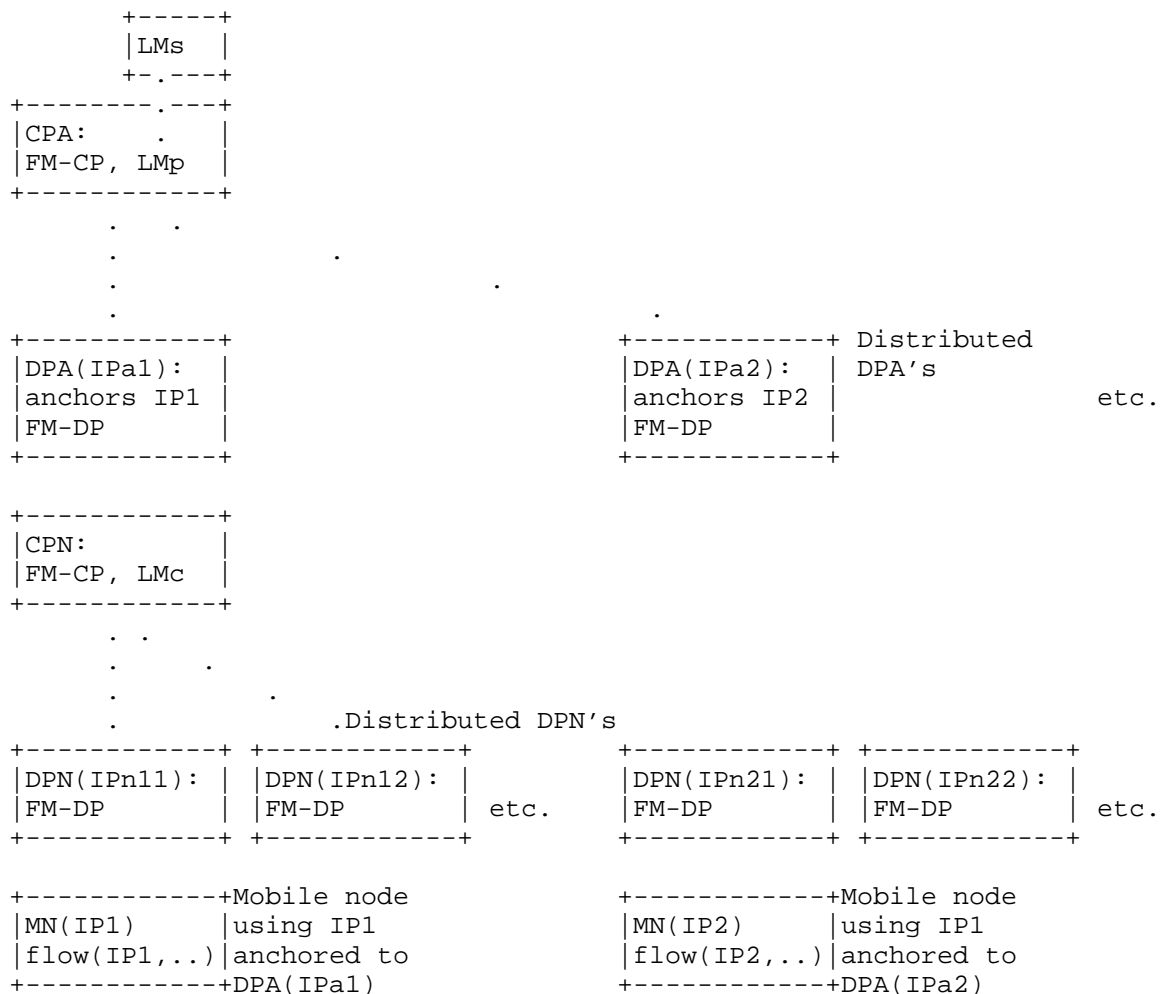 LMs
CPA:
FM-CP, LMp
DPA(IPa1): DPA(IPa2): Distributed DPA's
anchors IP1 anchors IP2 etc.
FM-DP FM-DP
CPN:
FM-CP, LMc
Distributed DPN's
DPN(IPn11): DPN(IPn12): DPN(IPn21): DPN(IPn22):
FM-DP FM-DP etc. FM-DP FM-DP etc.
Mobile node Mobile node
MN(IP1) using IP1 MN(IP2) using IP1
flow(IP1,..) anchored to flow(IP2,..) anchored to
DPA(IPa1) DPA(IPa2)